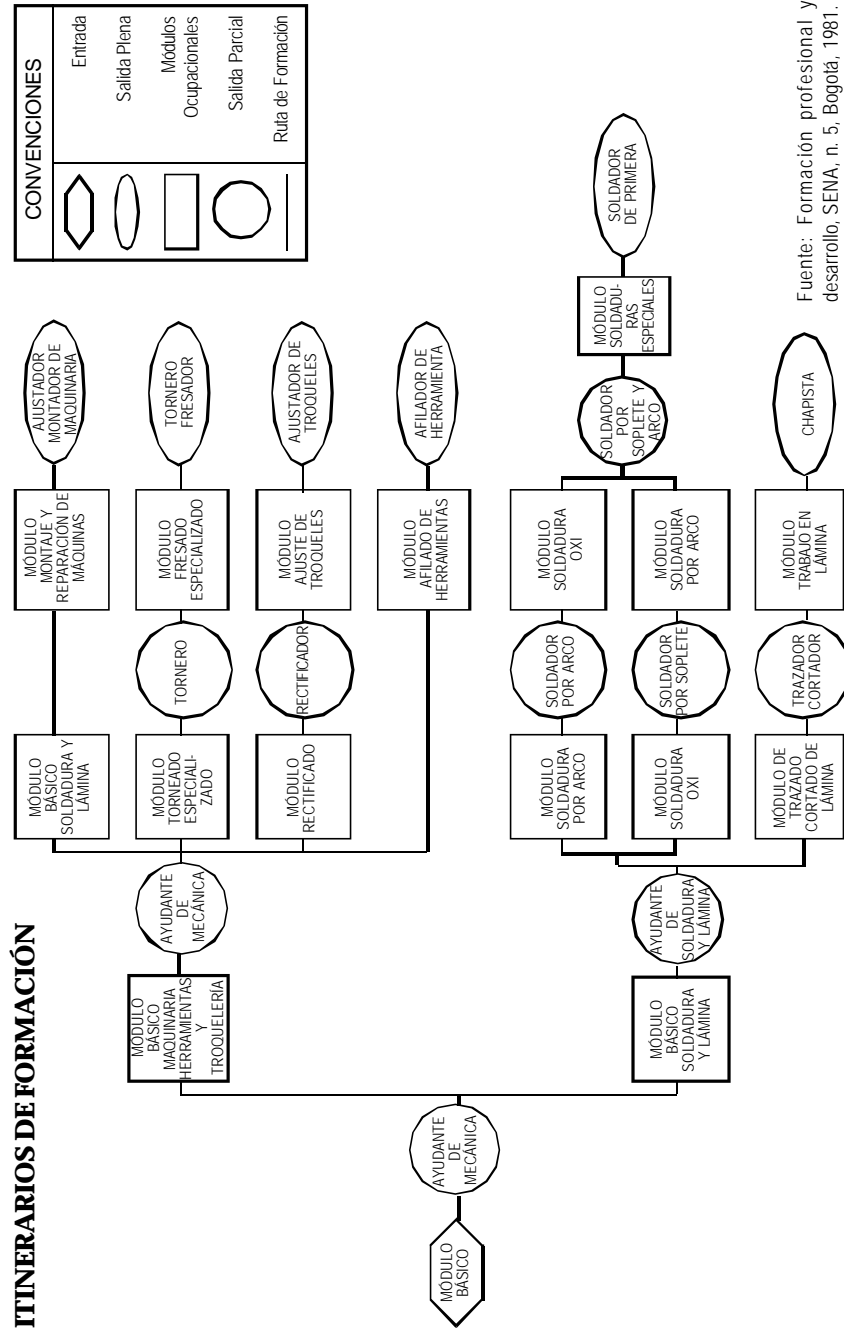 ITINERARIOS DE FORMACIÓN
CONVENCIONES
Entrada
Salida Plena
Módulos
Ocupacionales
Salida Parcial
Ruta de Formación
MÓDULO
BÁSICO
AYUDANTE
DE
MECÁNICA
MÓDULO
BÁSICO
MAQUINARIA
HERRAMIENTAS
Y
TROQUELERÍA
AYUDANTE
DE
MECÁNICA
MÓDULO
BÁSICO
SOLDADURA Y
LÁMINA
MÓDULO
MONTAJE Y
REPARACIÓN DE
MÁQUINAS
AJUSTADOR
MONTADOR DE
MAQUINARIA
MÓDULO
TORNEADO
ESPECIALI-
ZADO
TORNERO
MÓDULO
FRESADO
ESPECIALIZADO
TORNERO
FRESADOR
MÓDULO
RECTIFICADO
RECTIFICADOR
MÓDULO
AJUSTE DE
TROQUELES
AJUSTADOR DE
TROQUELES
MÓDULO
AFILADO DE
HERRAMIENTAS
AFILADOR DE
HERRAMIENTA
MÓDULO
BÁSICO
SOLDADURA
Y LÁMINA
AYUDANTE
DE
SOLDADURA
Y LÁMINA
MÓDULO
SOLDADURA
POR ARCO
SOLDADOR
POR ARCO
MÓDULO
SOLDADURA
OXI
MÓDULO
SOLDADURA
OXI
SOLDADOR
POR SOPLETE
MÓDULO
SOLDADURA
POR ARCO
SOLDADOR
POR
SOPLETE Y
ARCO
MÓDULO
SOLDADU-
RAS
ESPECIALES
SOLDADOR
DE PRIMERA
MÓDULO DE
TRAZADO
CORTADO DE
LÁMINA
TRAZADOR
CORTADOR
MÓDULO
TRABAJO EN
LÁMINA
CHAPISTA
Fuente: Formación profesional y
desarrollo, SENA, n. 5, Bogotá, 1981.